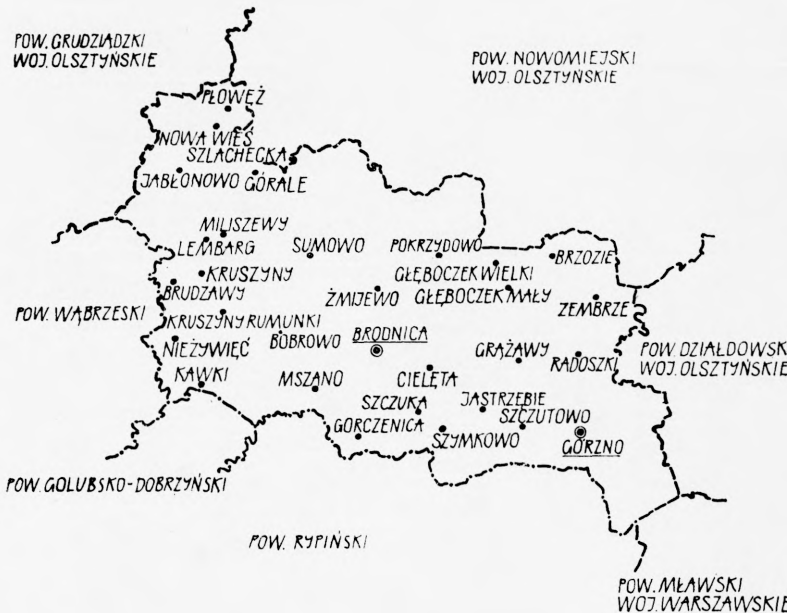 POW. GRUDZIĄDZKI
WOJ. OLSZTYŃSKIE
POW. NOWOMIEJSKI
WOJ. OLSZTYŃSKIE
PŁOWĘŻ
NOWA WIEŚ
SZLACHECKA
JABŁONOWO
GÓRALE
MILISZEWY
LEMBARG
SUMOWO
POKRZYDOWO
BRZOZIE
KRUSZYNY
GŁĘBOCZEK WIELKI
BRUDZAWY
ŻMIJEWO
GŁĘBOCZEK MAŁY
ZEMBRZE
POW. WĄBRZESKI
KRUSZYNY RUMUNKI
BOBROWO
BRODNICA
NIEŻYWIĘĆ
GRĄŻAWY
RADOSZKI
POW. DZIAŁDOWSK
WOJ. OLSZTYŃSKIE
KAWKI
MSZANO
CIELĘTA
SZCZUKA
JASTRZĘBIE
SZCZUTOWO
GORCZENICA
SZYMKOWO
GÓRZNO
POW. GOLUBSKO-DOBRZYŃSKI
POW. RYPIŃSKI
POW. MŁAWSKI
WOJ. WARSZAWSKIE